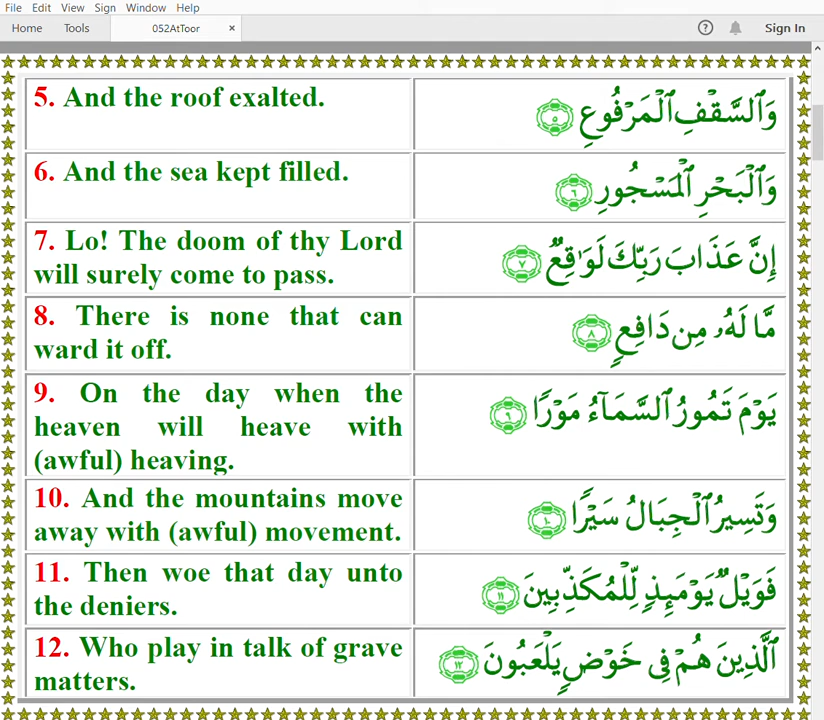 File Edit View Sign Window Help
Home Tools 052AtToor × ? Sign In
5. And the roof exalted.
وَٱلسَّقۡفِ ٱلۡمَرۡفُوعِ ٥
6. And the sea kept filled.
وَٱلۡبَحۡرِ ٱلۡمَسۡجُورِ ٦
7. Lo! The doom of thy Lord
will surely come to pass.
إِنَّ عَذَابَ رَبِّكَ لَوَٰقِعٌ ٧
8. There is none that can
ward it off.
مَّا لَهُۥ مِن دَافِعٍ ٨
9. On the day when the
heaven will heave with
(awful) heaving.
يَوۡمَ تَمُورُ ٱلسَّمَآءُ مَوۡرًا ٩
10. And the mountains move
away with (awful) movement.
وَتَسِيرُ ٱلۡجِبَالُ سَيۡرًا ١٠
11. Then woe that day unto
the deniers.
فَوَيۡلٌ يَوۡمَئِذٍ لِّلۡمُكَذِّبِينَ ١١
12. Who play in talk of grave
matters.
ٱلَّذِينَ هُمۡ فِي خَوۡضٍ يَلۡعَبُونَ ١٢